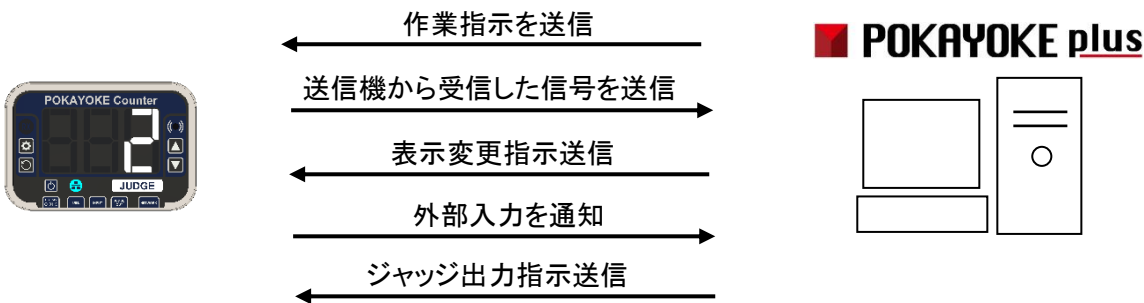 作業指示を送信
POKAYOKE plus
送信機から受信した信号を送信
POKAYOKE Counter
2
表示変更指示送信
JUDGE
外部入力を通知
ジャッジ出力指示送信